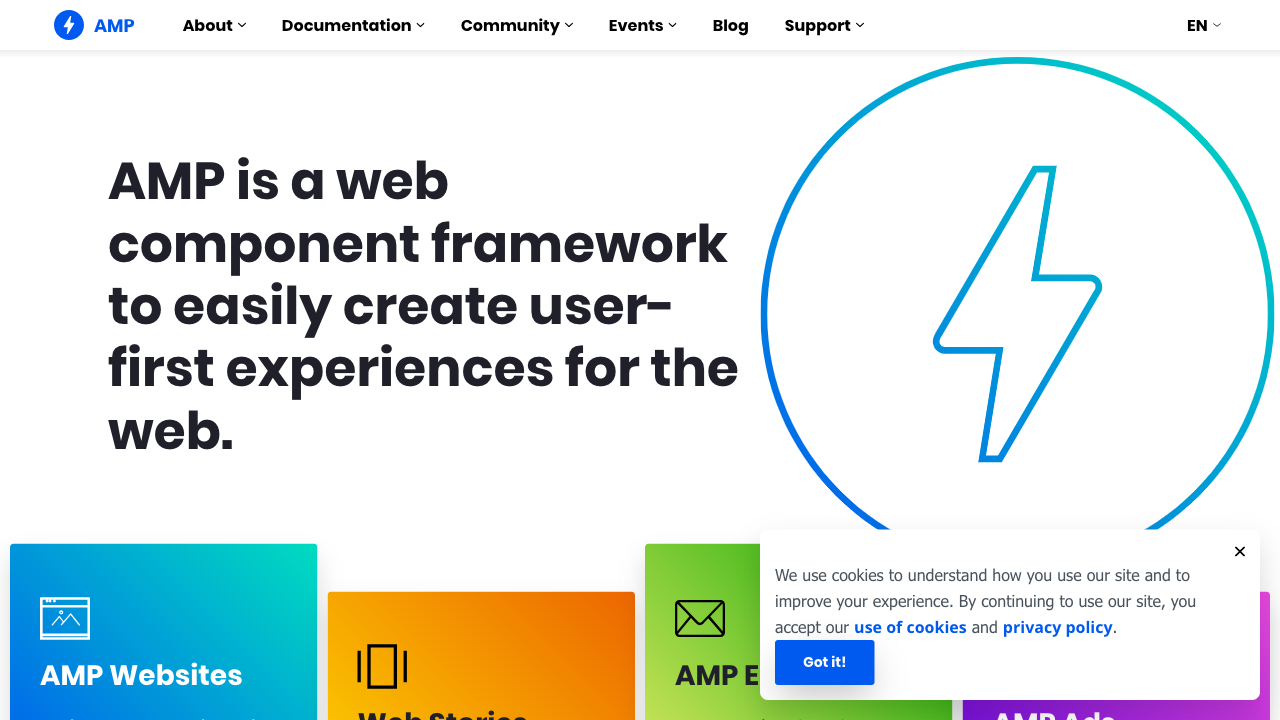 AMP
About
Documentation
Community
Events
Blog
Support
EN
AMP is a web
component framework
to easily create user-
first experiences for the
web.
AMP Websites
Web Stories
AMP E
AMP Ads
We use cookies to understand how you use our site and to
improve your experience. By continuing to use our site, you
accept our use of cookies and privacy policy.
Got it!